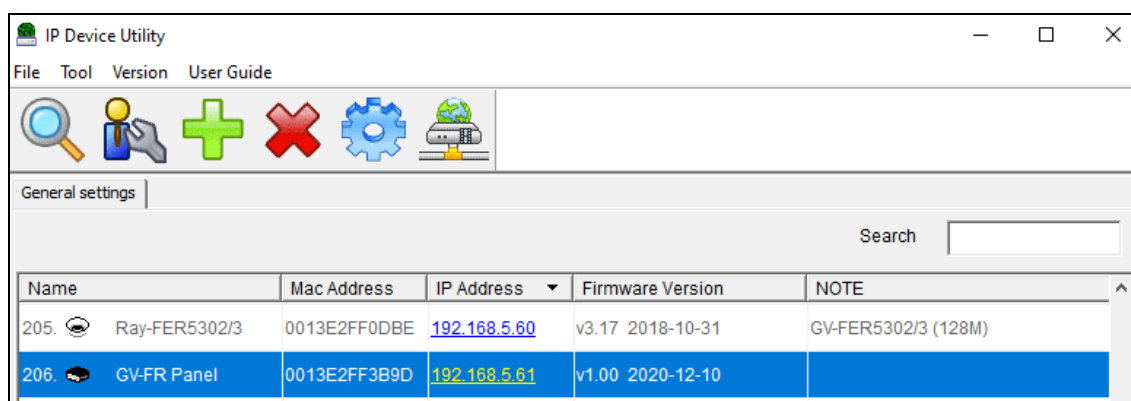 IP Device Utility
File Tool Version User Guide
General settings
Search
Name Mac Address IP Address Firmware Version NOTE
205. Ray-FER5302/3 0013E2FF0DBE 192.168.5.60 v3.17 2018-10-31 GV-FER5302/3 (128M)
206. GV-FR Panel 0013E2FF3B9D 192.168.5.61 v1.00 2020-12-10